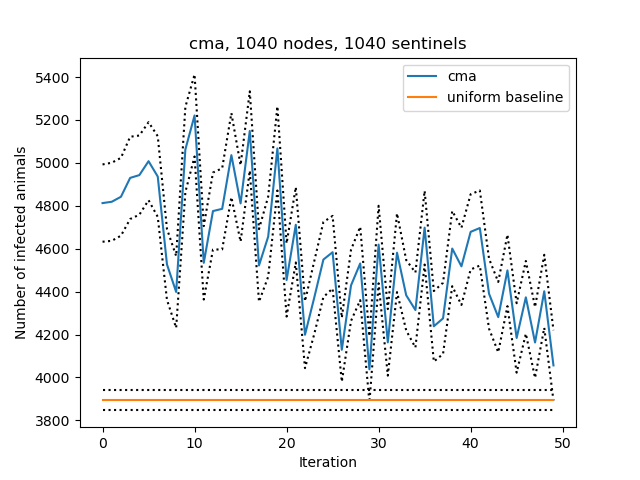 cma, 1040 nodes, 1040 sentinels
cma
uniform baseline
Number of infected animals
5400
5200
5000
4800
4600
4400
4200
4000
3800
0 10 20 30 40 50
Iteration